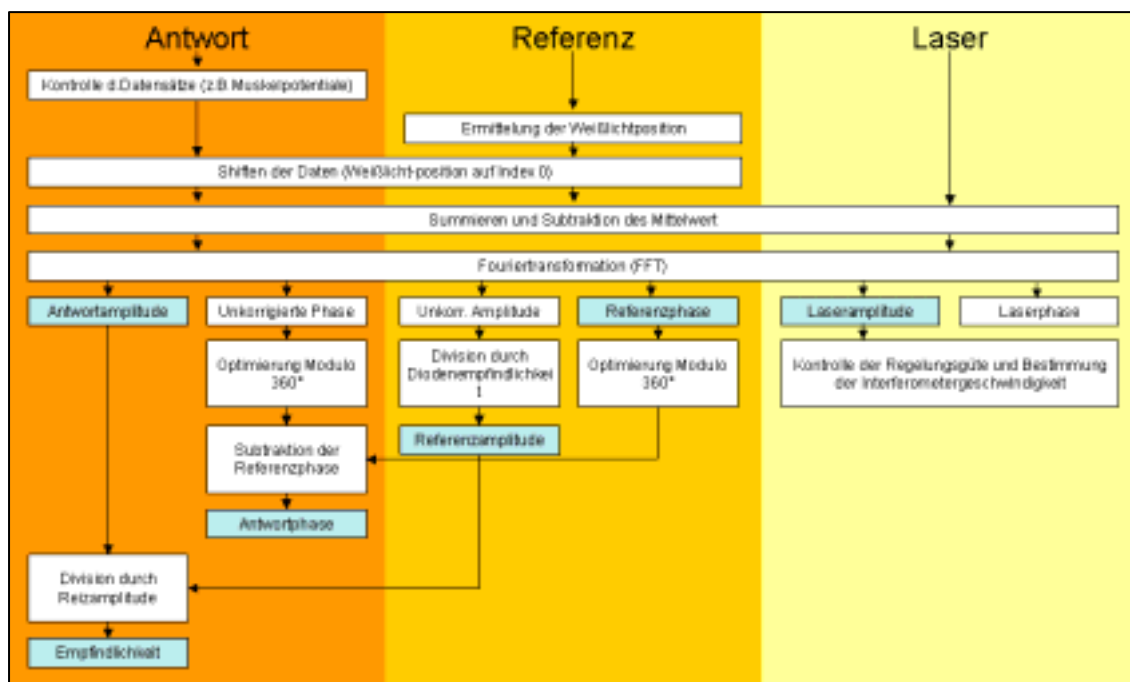 Antwort
Referenz
Laser
Kontrolle d.Datensätze (z.B. Muskelpotentiale)
Ermittelung der Weißlichtposition
Shiften der Daten (Weißlicht-position auf Index 0)
Summieren und Subtraktion des Mittelwert
Fouriertransformation (FFT)
Antwortamplitude
Unkorrigierte Phase
Unkorr. Amplitude
Referenzphase
Laseramplitude
Laserphase
Optimierung Modulo
360°
Division durch
Diodenempfindlichkei
t
Optimierung Modulo
360°
Kontrolle der Regelungsgüte und Bestimmung
der Interferometergeschwindigkeit
Subtraktion der
Referenzphase
Referenzamplitude
Antwortphase
Division durch
Reizamplitude
Empfindlichkeit